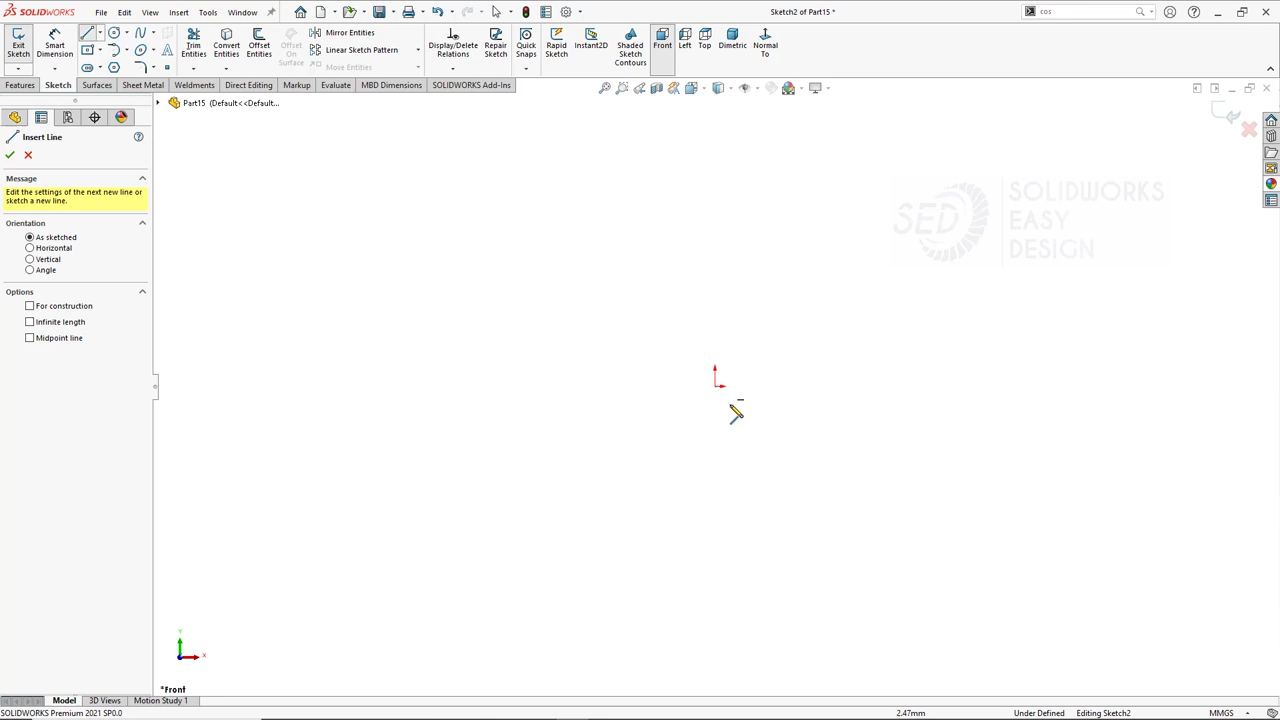 SOLIDWORKS File Edit View Insert Tools Window Sketch2 of Part15 * cos
Exit Sketch Smart Dimension Trim Entities Convert Entities Offset Entities Offset On Surface Mirror Entities Linear Sketch Pattern Move Entities Display/Delete Relations Repair Sketch Quick Snaps Rapid Sketch Instant2D Shaded Sketch Contours Front Left Top Dimetric Normal To
Features Sketch Surfaces Sheet Metal Weldments Direct Editing Markup Evaluate MBD Dimensions SOLIDWORKS Add-Ins
Part15 (Default<<Default...
Insert Line
Message
Edit the settings of the next new line or
sketch a new line.
Orientation
As sketched
Horizontal
Vertical
Angle
Options
For construction
Infinite length
Midpoint line
SED
SOLIDWORKS
EASY
DESIGN
Y
X
*Front
Model 3D Views Motion Study 1
SOLIDWORKS Premium 2021 SP0.0 2.47mm Under Defined Editing Sketch2 MMGS